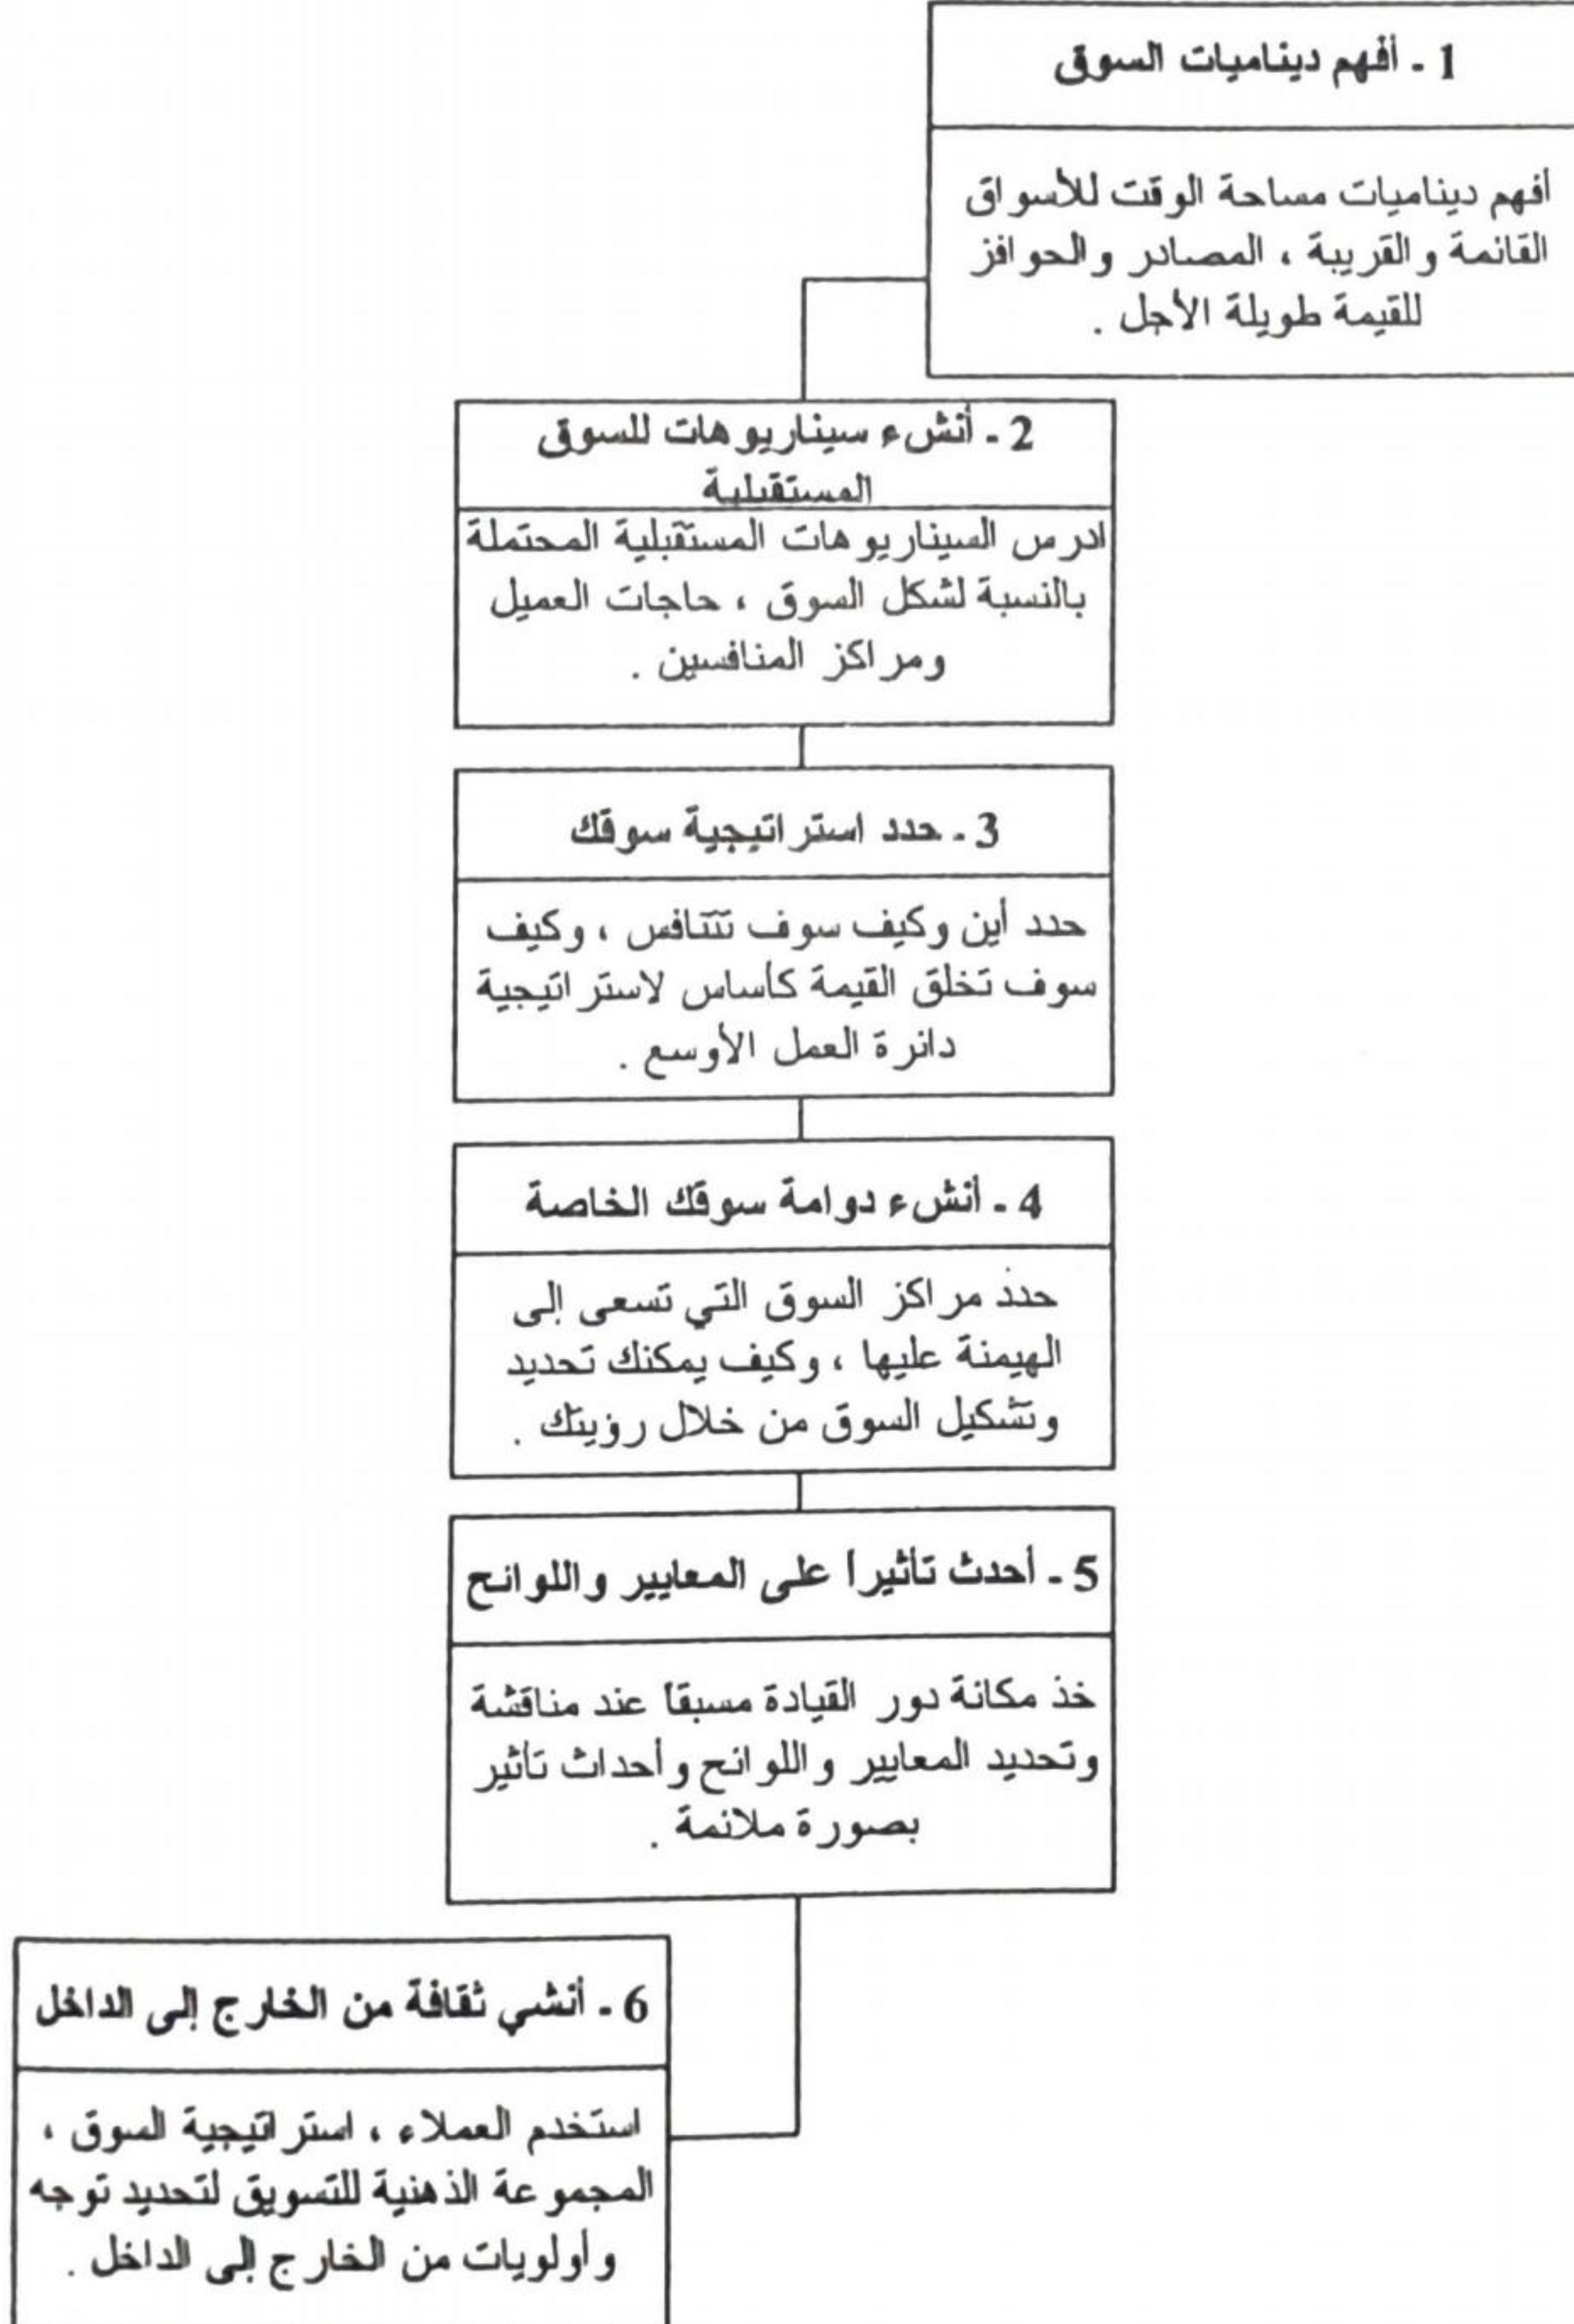 1 - أفهم ديناميات السوق
أفهم ديناميات مساحة الوقت للأسواق
القائمة والقريبة ، المصادر والحوافز
للقيمة طويلة الأجل .
2 - أنشء سيناريوهات للسوق
المستقبلية
ادرس السيناريوهات المستقبلية المحتملة
بالنسبة لشكل السوق ، حاجات العميل
ومراكز المنافسين .
3 - حدد استراتيجية سوقك
حدد أين وكيف سوف تتنافس ، وكيف
سوف تخلق القيمة كأساس لاستراتيجية
دائرة العمل الأوسع .
4 - أنشء دوامة سوقك الخاصة
حدد مراكز السوق التي تسعى إلى
الهيمنة عليها ، وكيف يمكنك تحديد
وتشكيل السوق من خلال رؤيتك .
5 - أحدث تأثيراً على المعايير واللوائح
خذ مكانة دور القيادة مسبقاً عند مناقشة
وتحديد المعايير واللوائح وأحداث تأثير
بصورة ملائمة .
6 - أنشي ثقافة من الخارج إلى الداخل
استخدم العملاء ، استراتيجية السوق ،
المجموعة الذهنية للتسويق لتحديد توجه
وأولويات من الخارج إلى الداخل .